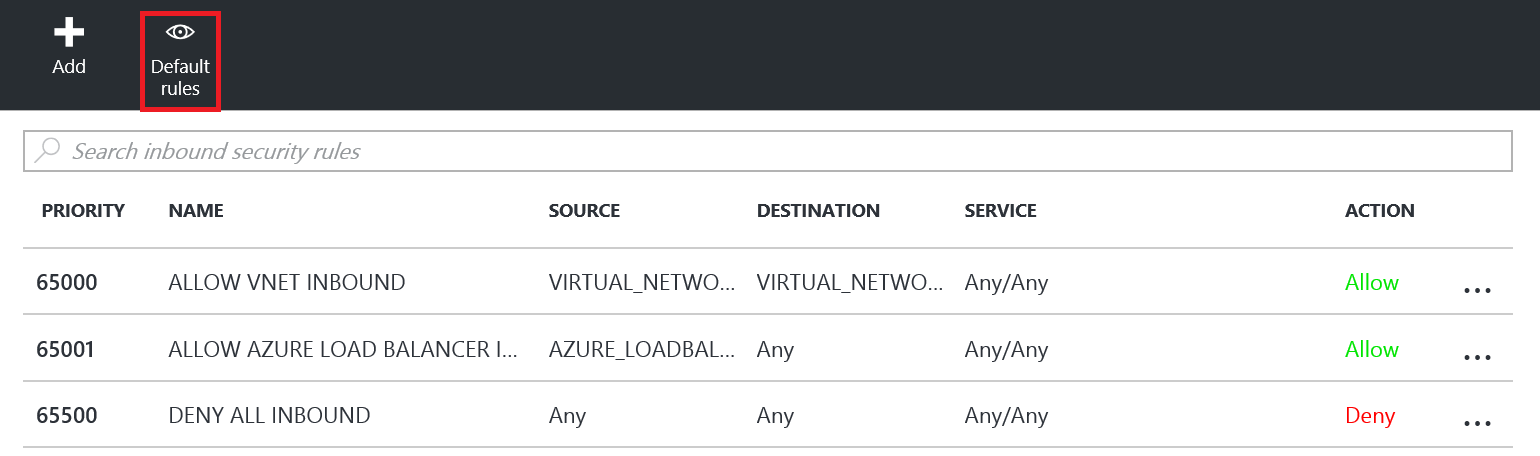 Add
Default
rules
Search inbound security rules
PRIORITY NAME SOURCE DESTINATION SERVICE ACTION
65000 ALLOW VNET INBOUND VIRTUAL_NETWO... VIRTUAL_NETWO... Any/Any Allow ...
65001 ALLOW AZURE LOAD BALANCER I... AZURE_LOADBAL... Any Any/Any Allow ...
65500 DENY ALL INBOUND Any Any Any/Any Deny ...